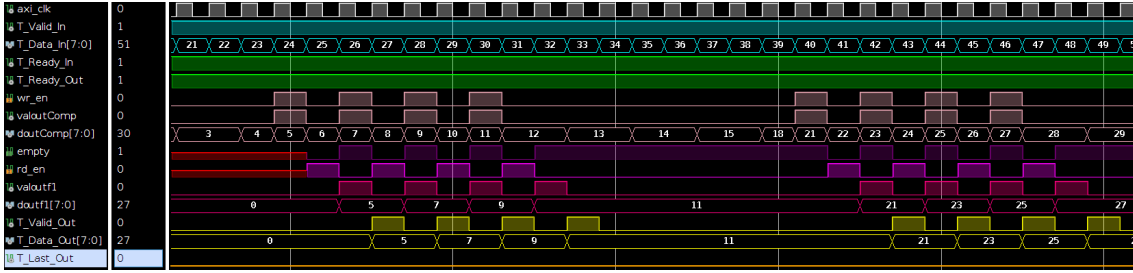 axi_clk 0
T_Valid_In 1
T_Data_In[7:0] 51 21 22 23 24 25 26 27 28 29 30 31 32 33 34 35 36 37 38 39 40 41 42 43 44 45 46 47 48 49
T_Ready_In 1
T_Ready_Out 1
wr_en 0
valoutComp 0
doutComp[7:0] 30 3 4 5 6 7 8 9 10 11 12 13 14 15 18 21 22 23 24 25 26 27 28 29
empty 1
rd_en 0
valoutf1 0
doutf1[7:0] 27 0 5 7 9 11 21 23 25 27
T_Valid_Out 0
T_Data_Out[7:0] 27 0 5 7 9 11 21 23 25
T_Last_Out 0